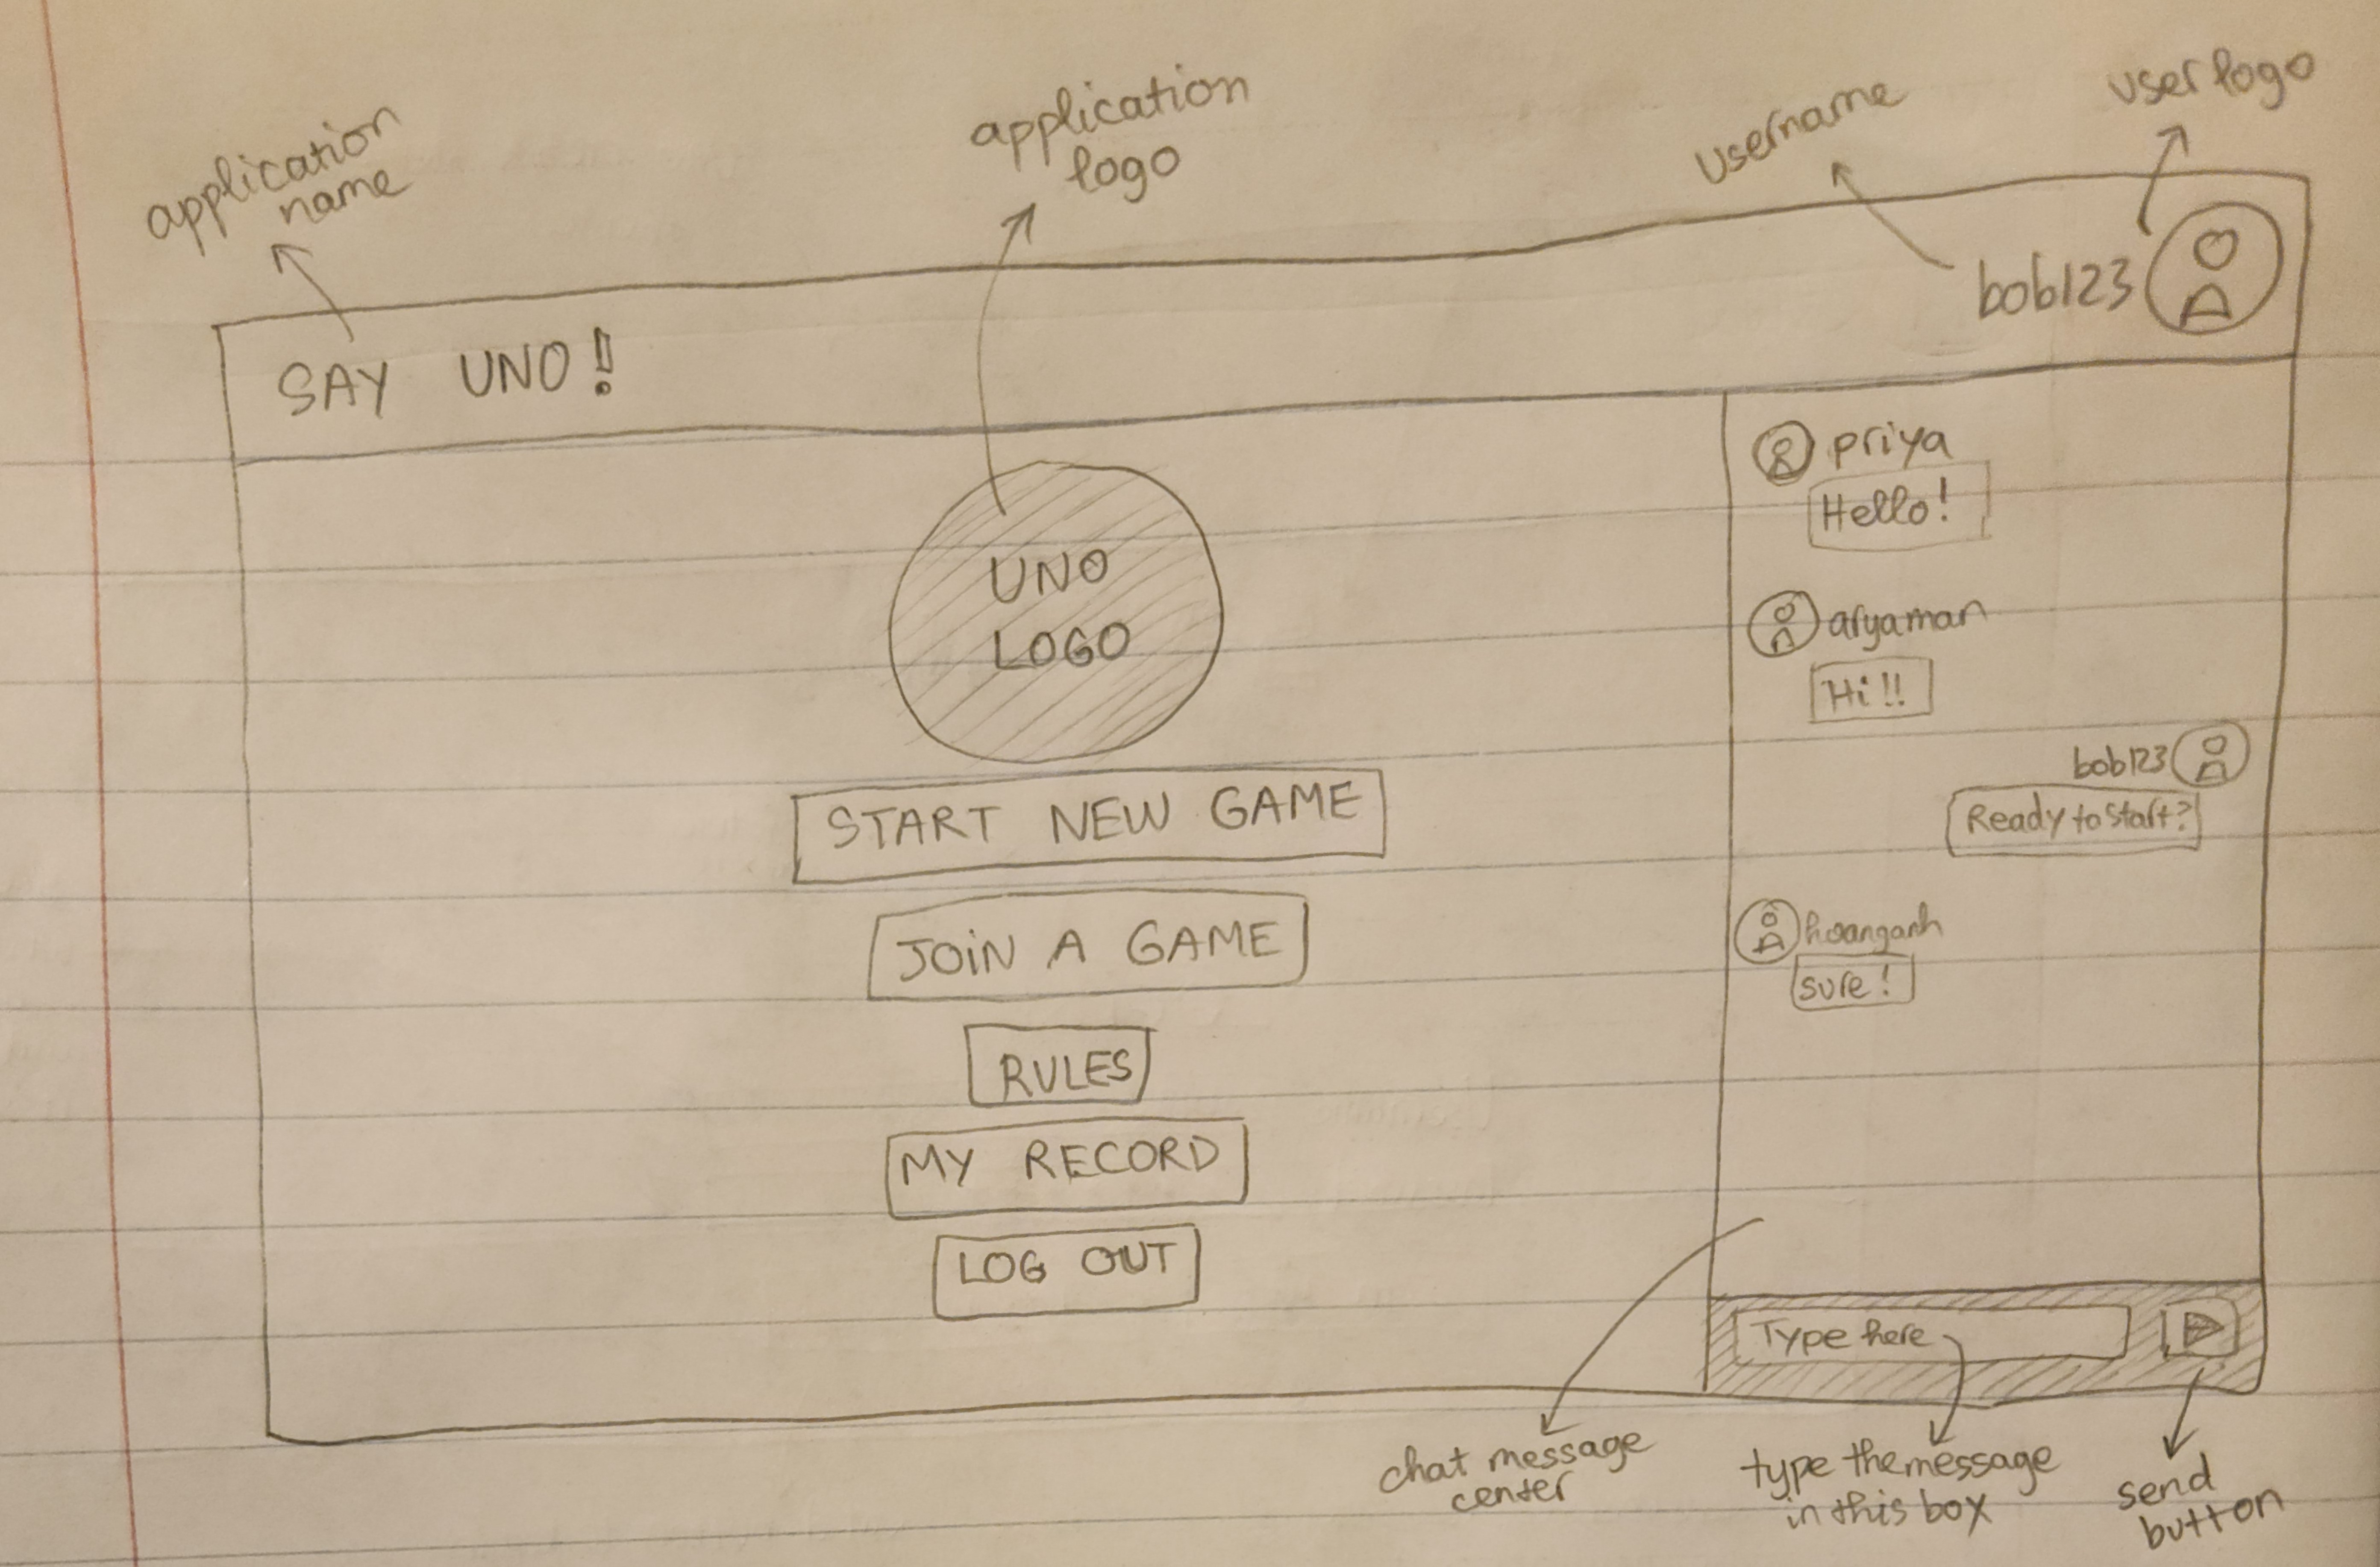 application
name
application
logo
username
user logo
SAY UNO!
bob123
UNO
LOGO
START NEW GAME
JOIN A GAME
RULES
MY RECORD
LOG OUT
priya
Hello!
aryaman
Hi!!
bob123
Ready to start?
hoanganh
sure!
Type here
chat message
center
type the message
in this box
send
button